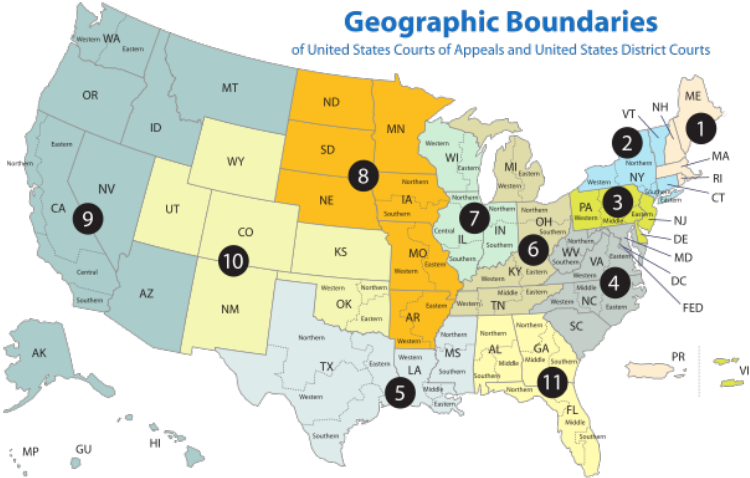 Geographic Boundaries
of United States Courts of Appeals and United States District Courts
Western WA Eastern
MT
OR
ID
Eastern
Northern
NV
CA
9
Central
Southern
AZ
AK
MP
GU
HI
WY
UT
CO
10
NM
KS
Western Northern
OK
Eastern
ND
MN
SD
8
NE
Northern
IA
Southern
MO
Western Eastern
Eastern
AR
Western
Northern
TX
Eastern
Western
Southern
Western
LA
Middle
Eastern
5
Northern
MS
Southern
Western
WI
Eastern
Northern
7
Central
IL
Southern
Northern
IN
Southern
MI
Eastern
Western
Northern
OH
Southern
6
KY
Western Eastern
Middle Eastern
Western
TN
Northern
AL
Middle
Southern
Northern
GA
Middle Southern
11
Northern
FL
Middle
Southern
Northern
WV
Southern
Eastern
VA
Western
4
Middle
Western NC Eastern
SC
PA
3
Western Middle Eastern
2
Northern
Western NY
Southern
Eastern
VT
NH
ME
1
MA
RI
CT
NJ
DE
MD
DC
FED
PR
VI